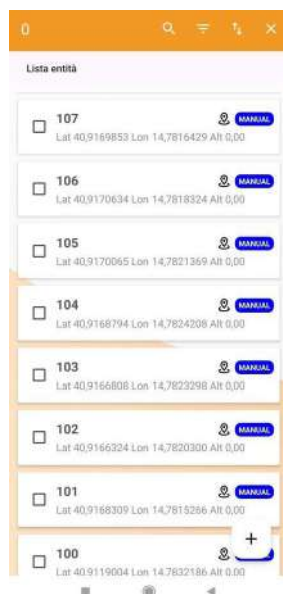 0
Lista entità
107 MANUAL
Lat 40,9169853 Lon 14,7816429 Alt 0,00
106 MANUAL
Lat 40,9170634 Lon 14,7818324 Alt 0,00
105 MANUAL
Lat 40,9170065 Lon 14,7821369 Alt 0,00
104 MANUAL
Lat 40,9168794 Lon 14,7824208 Alt 0,00
103 MANUAL
Lat 40,9166808 Lon 14,7823298 Alt 0,00
102 MANUAL
Lat 40,9166324 Lon 14,7820300 Alt 0,00
101 MANUAL
Lat 40,9168309 Lon 14,7815266 Alt 0,00
100
Lat 40,9119004 Lon 14,7832186 Alt 0,00